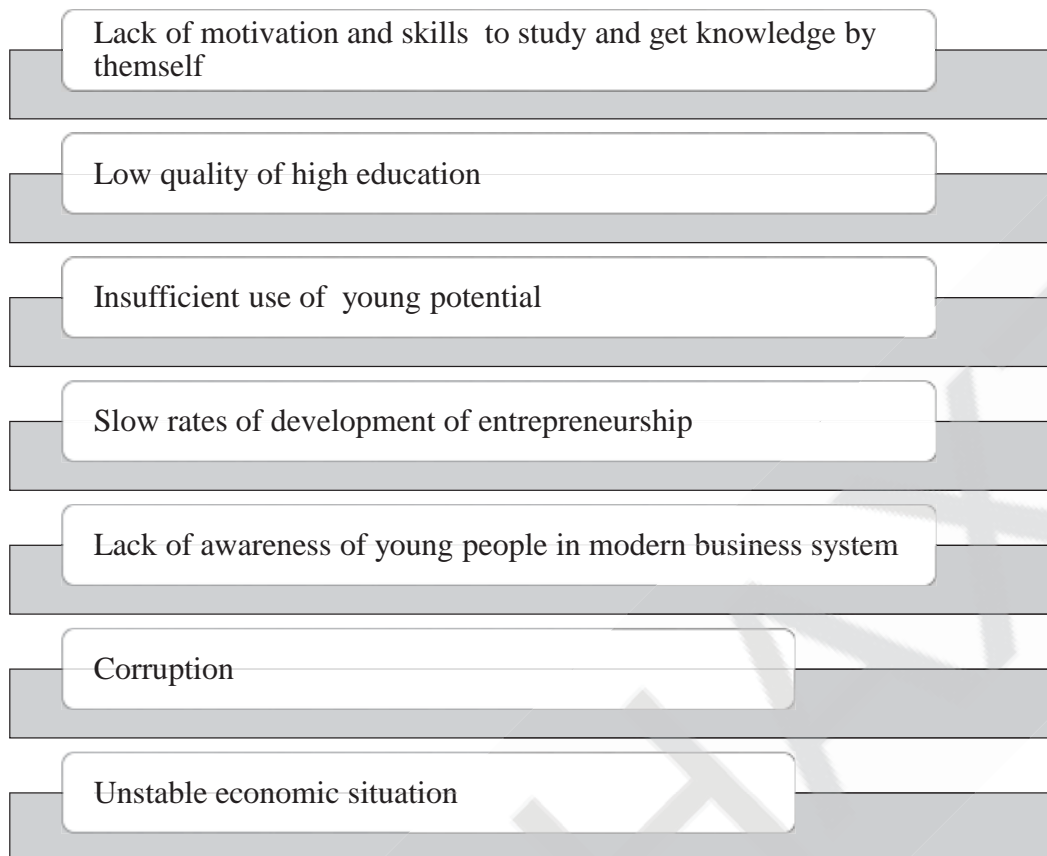 Lack of motivation and skills to study and get knowledge by
themself
Low quality of high education
Insufficient use of young potential
Slow rates of development of entrepreneurship
Lack of awareness of young people in modern business system
Corruption
Unstable economic situation